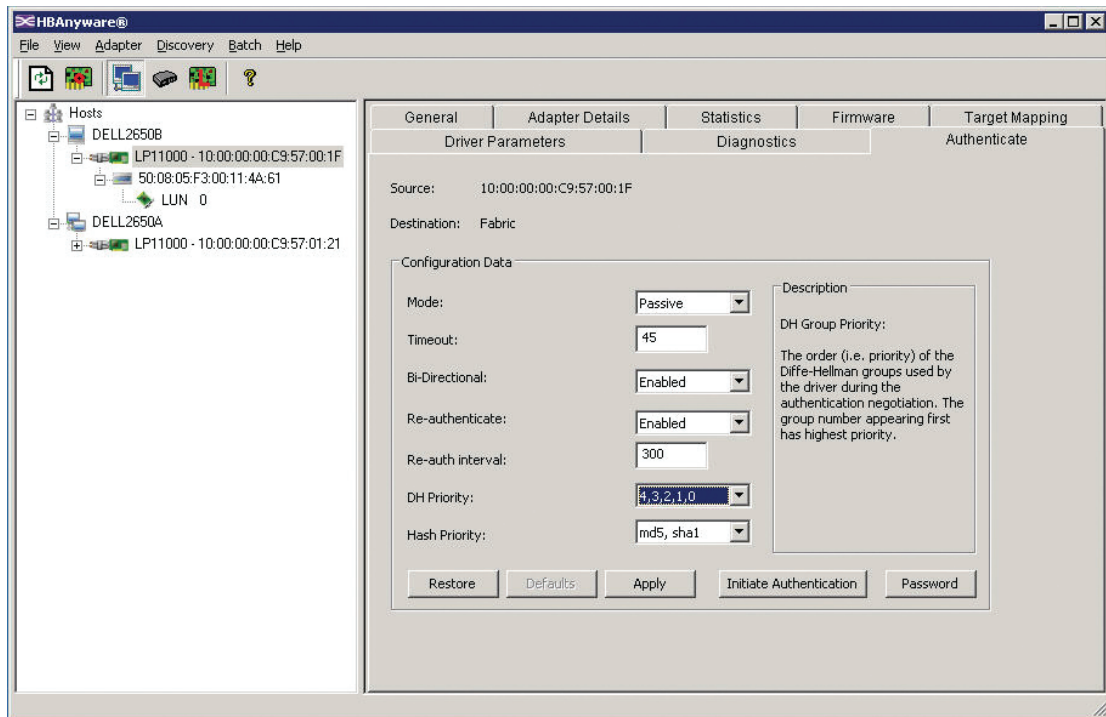 HBAnyware®
File View Adapter Discovery Batch Help
Hosts
DELL2650B
LP11000 - 10:00:00:00:C9:57:00:1F
50:08:05:F3:00:11:4A:61
LUN 0
DELL2650A
LP11000 - 10:00:00:00:C9:57:01:21
General Adapter Details Statistics Firmware Target Mapping
Driver Parameters Diagnostics Authenticate
Source: 10:00:00:00:C9:57:00:1F
Destination: Fabric
Configuration Data
Mode: Passive
Timeout: 45
Bi-Directional: Enabled
Re-authenticate: Enabled
Re-auth interval: 300
DH Priority: 4,3,2,1,0
Hash Priority: md5, sha1
Description
DH Group Priority:
The order (i.e. priority) of the
Diffe-Hellman groups used by
the driver during the
authentication negotiation. The
group number appearing first
has highest priority.
Restore Defaults Apply Initiate Authentication Password